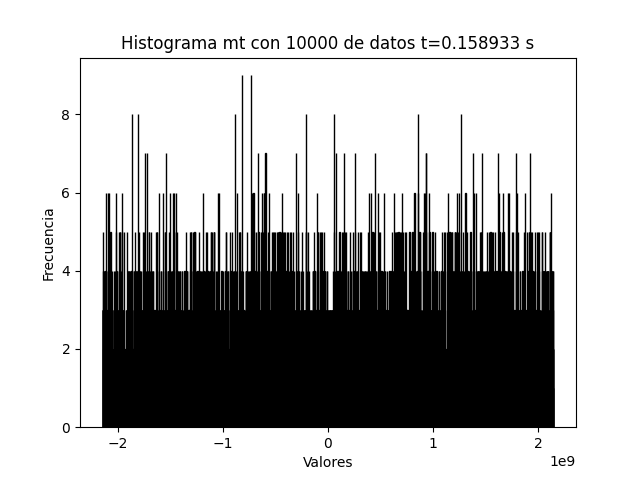 Histograma mt con 10000 de datos t=0.158933 s
Frecuencia
8
6
4
2
0
−2
−1
0
1
2
1e9
Valores